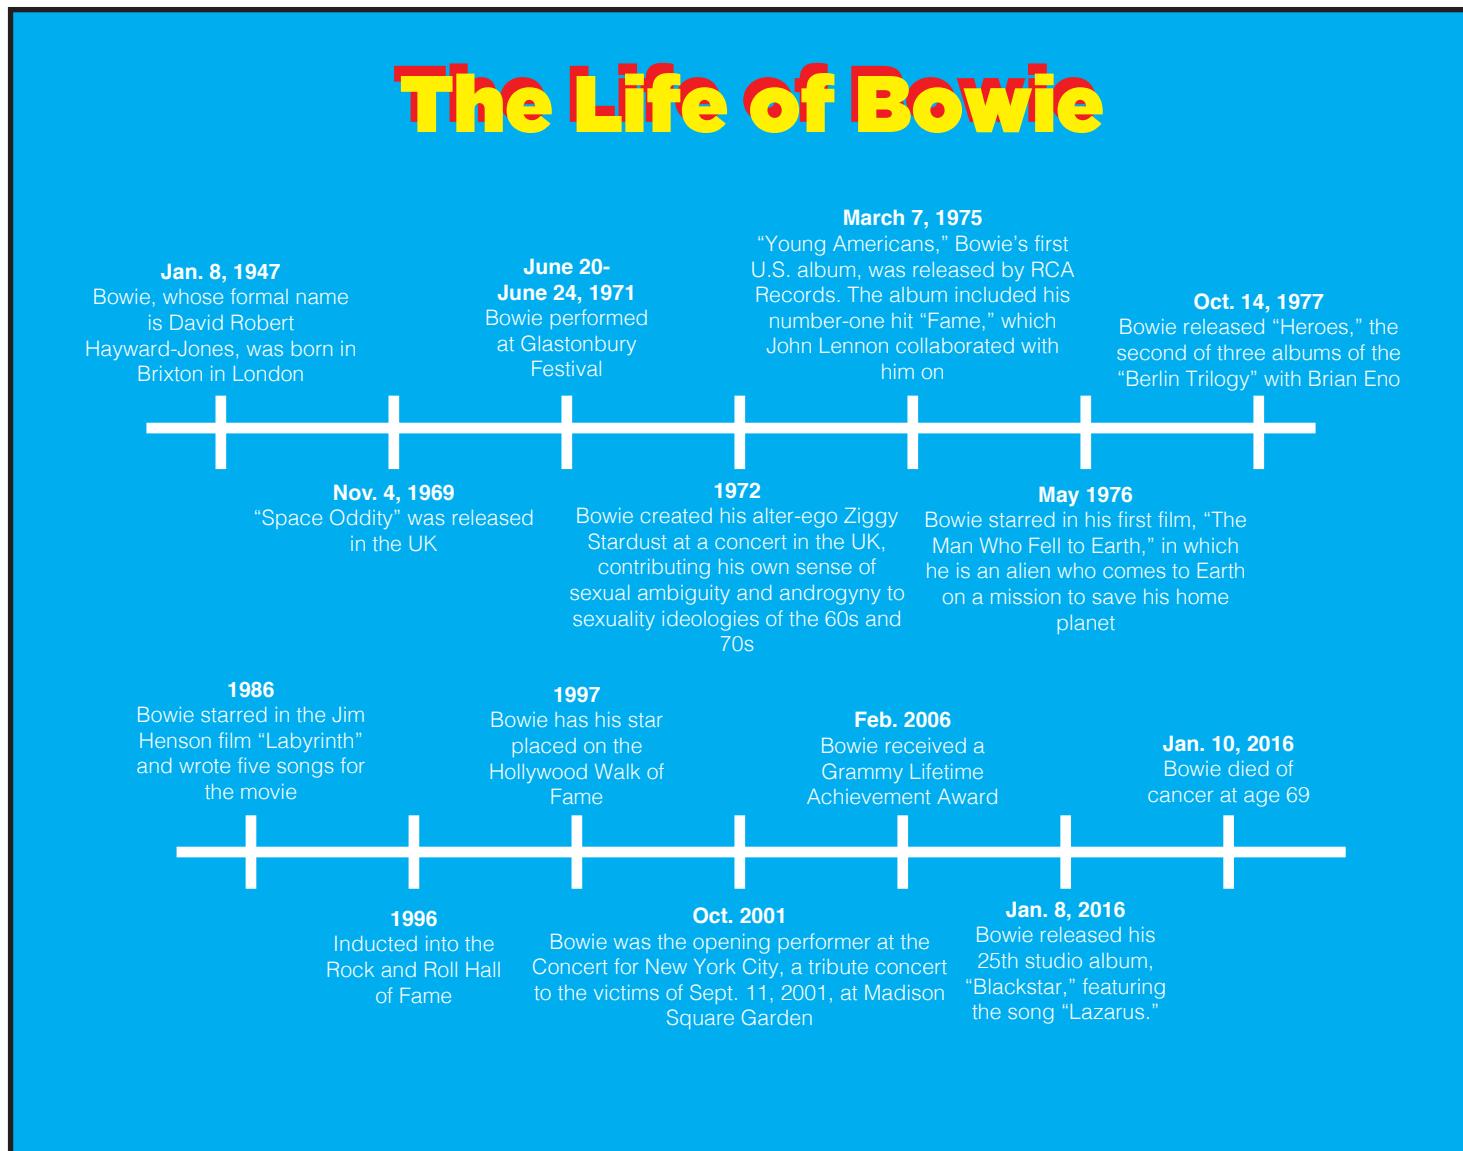 The Life of Bowie
Jan. 8, 1947
Bowie, whose formal name
is David Robert
Hayward-Jones, was born in
Brixton in London
Nov. 4, 1969
“Space Oddity” was released
in the UK
June 20-
June 24, 1971
Bowie performed
at Glastonbury
Festival
1972
Bowie created his alter-ego Ziggy
Stardust at a concert in the UK,
contributing his own sense of
sexual ambiguity and androgyny to
sexuality ideologies of the 60s and
70s
March 7, 1975
“Young Americans,” Bowie’s first
U.S. album, was released by RCA
Records. The album included his
number-one hit “Fame,” which
John Lennon collaborated with
him on
May 1976
Bowie starred in his first film, “The
Man Who Fell to Earth,” in which
he is an alien who comes to Earth
on a mission to save his home
planet
Oct. 14, 1977
Bowie released “Heroes,” the
second of three albums of the
“Berlin Trilogy” with Brian Eno
1986
Bowie starred in the Jim
Henson film “Labyrinth”
and wrote five songs for
the movie
1996
Inducted into the
Rock and Roll Hall
of Fame
1997
Bowie has his star
placed on the
Hollywood Walk of
Fame
Oct. 2001
Bowie was the opening performer at the
Concert for New York City, a tribute concert
to the victims of Sept. 11, 2001, at Madison
Square Garden
Feb. 2006
Bowie received a
Grammy Lifetime
Achievement Award
Jan. 8, 2016
Bowie released his
25th studio album,
“Blackstar,” featuring
the song “Lazarus.”
Jan. 10, 2016
Bowie died of
cancer at age 69